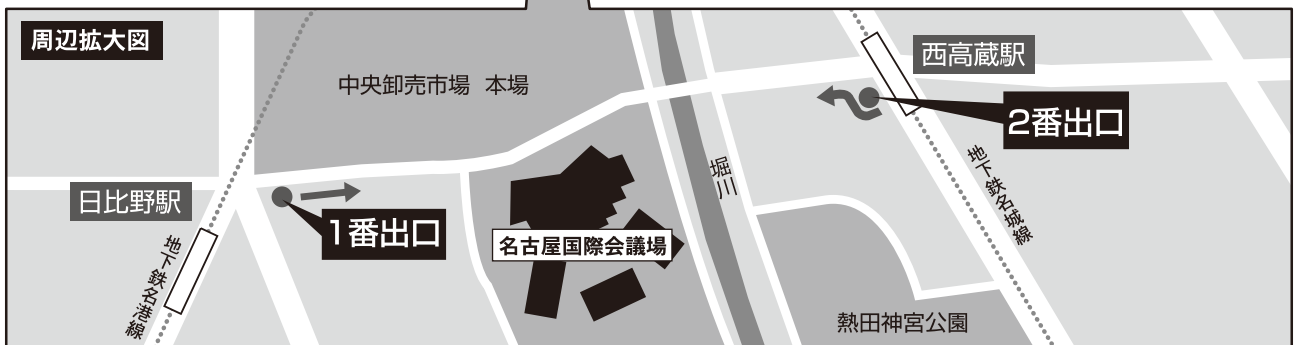 周辺拡大図
中央卸売市場 本場
西高蔵駅
2番出口
地下鉄名城線
堀川
日比野駅
1番出口
地下鉄名港線
名古屋国際会議場
熱田神宮公園